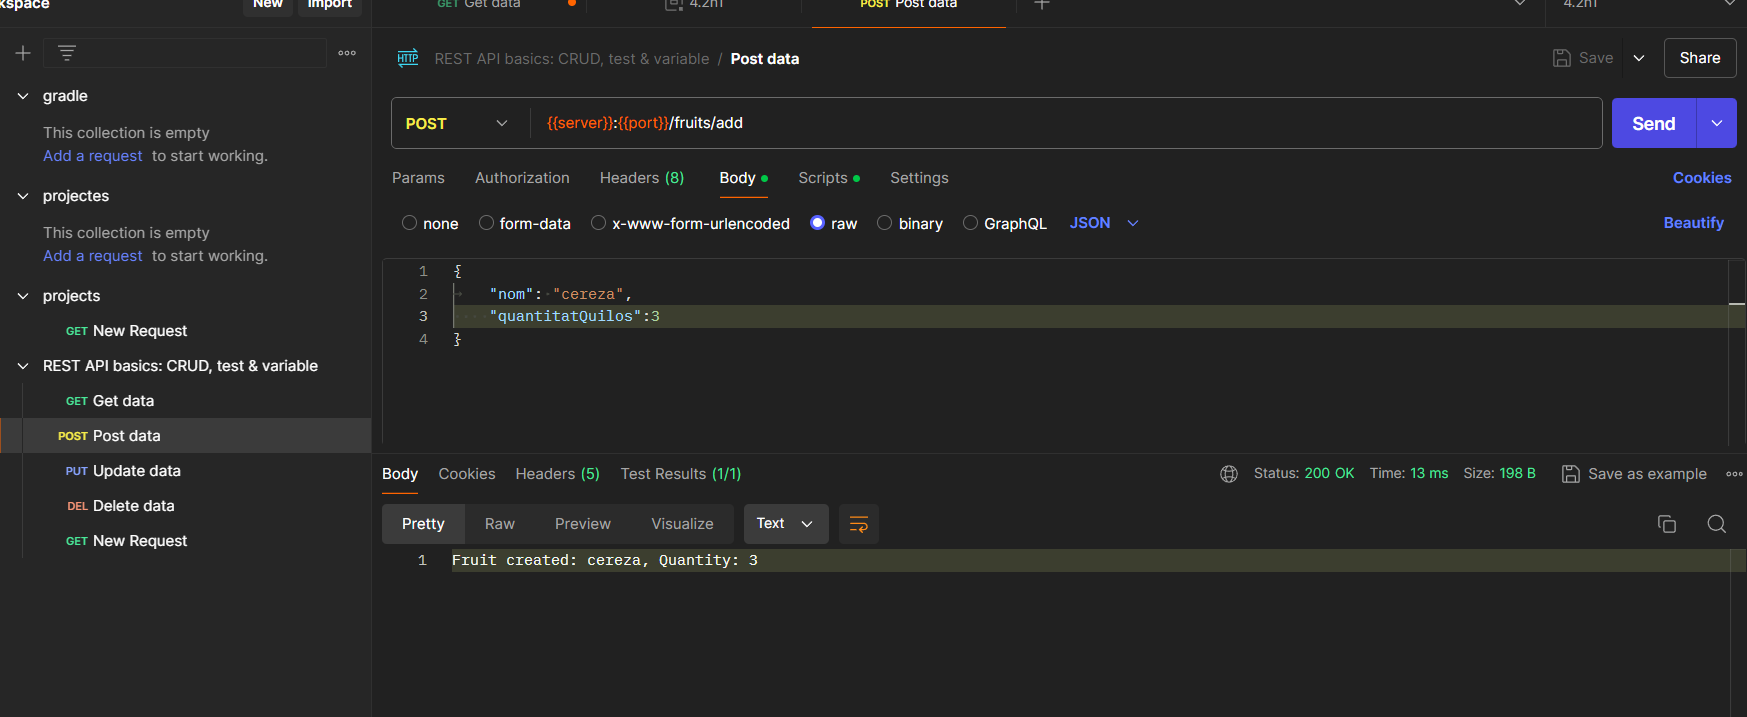 kspace
New
Import
GET Get data
4.2n1
POST Post data
4.2n1
HTTP REST API basics: CRUD, test & variable / Post data
Save
Share
gradle
This collection is empty
Add a request to start working.
projectes
This collection is empty
Add a request to start working.
projects
GET New Request
REST API basics: CRUD, test & variable
GET Get data
POST Post data
PUT Update data
DEL Delete data
GET New Request
POST
{{server}}:{{port}}/fruits/add
Send
Params
Authorization
Headers (8)
Body
Scripts
Settings
Cookies
none
form-data
x-www-form-urlencoded
raw
binary
GraphQL
JSON
Beautify
1 {
2 "nom": "cereza",
3 "quantitatQuilos":3
4 }
Body
Cookies
Headers (5)
Test Results (1/1)
Status: 200 OK
Time: 13 ms
Size: 198 B
Save as example
Pretty
Raw
Preview
Visualize
Text
1 Fruit created: cereza, Quantity: 3